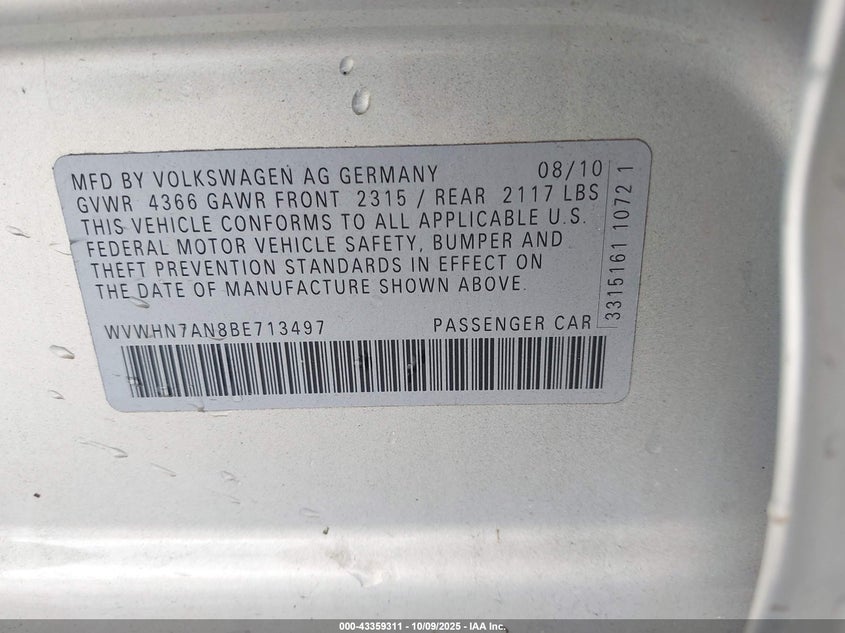 MFD BY VOLKSWAGEN AG GERMANY 08/10
GVWR 4366 GAWR FRONT 2315 / REAR 2117 LBS
THIS VEHICLE CONFORMS TO ALL APPLICABLE U.S.
FEDERAL MOTOR VEHICLE SAFETY, BUMPER AND
THEFT PREVENTION STANDARDS IN EFFECT ON
THE DATE OF MANUFACTURE SHOWN ABOVE.
WVWHN7AN8BE713497 PASSENGER CAR
3315161 1072 1
000-43359311 - 10/09/2025 - IAA Inc.